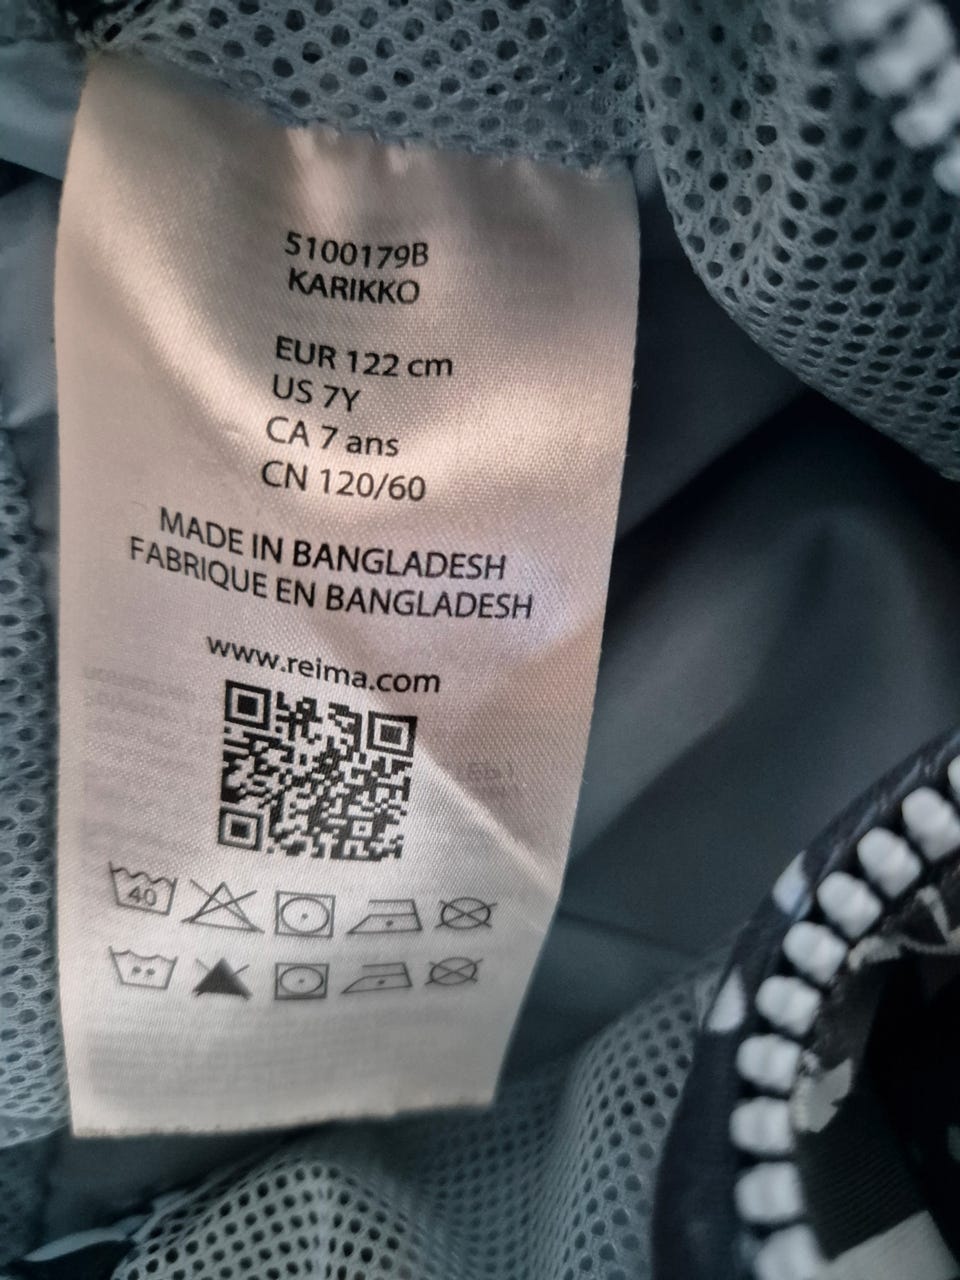 5100179B
KARIKKO
EUR 122 cm
US 7Y
CA 7 ans
CN 120/60
MADE IN BANGLADESH
FABRIQUE EN BANGLADESH
www.reima.com
40